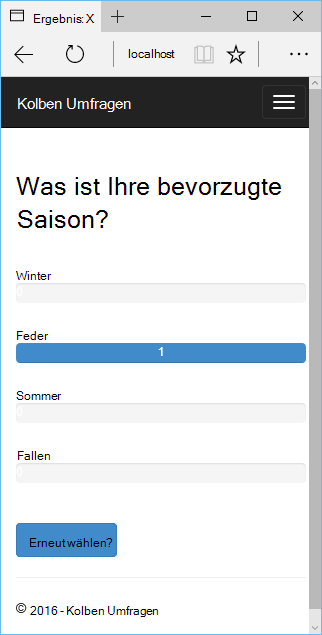 Ergebnis: X
localhost
Kolben Umfragen
Was ist Ihre bevorzugte
Saison?
Winter
0
Feder
1
Sommer
0
Fallen
0
Erneutwählen?
© 2016 - Kolben Umfragen